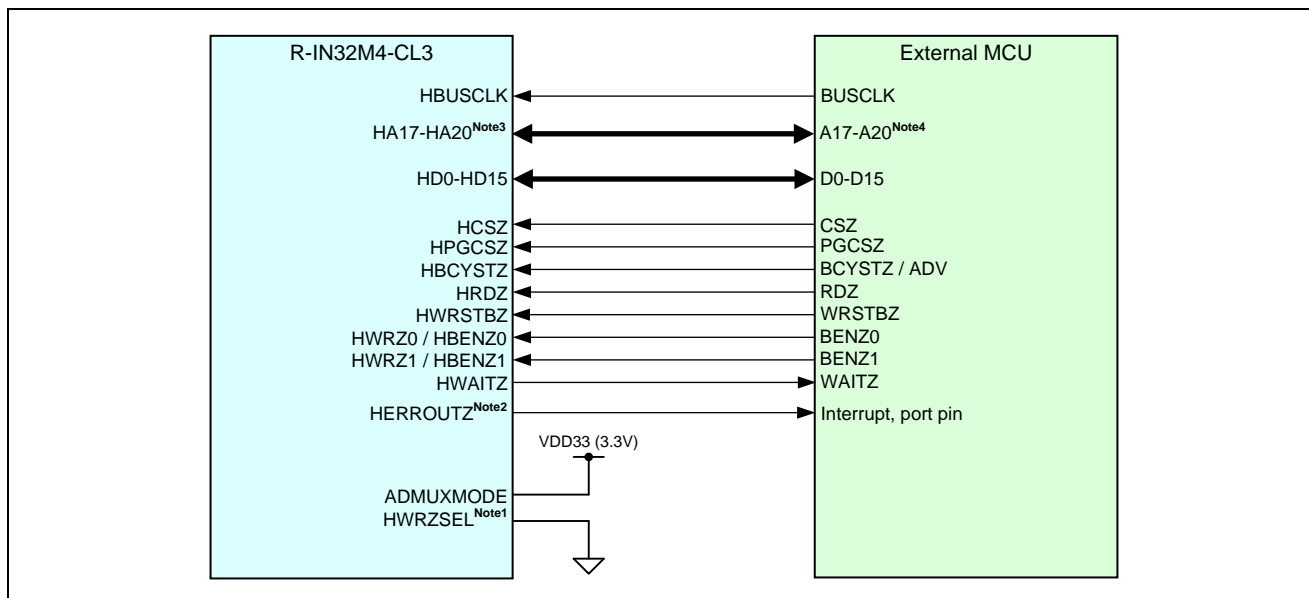 R-IN32M4-CL3
External MCU
HBUSCLK
BUSCLK
HA17-HA20Note3
A17-A20Note4
HD0-HD15
D0-D15
HCSZ
CSZ
HPGCSZ
PGCSZ
HBCYSTZ
BCYSTZ / ADV
HRDZ
RDZ
HWRSTBZ
WRSTBZ
HWRZ0 / HBENZ0
BENZ0
HWRZ1 / HBENZ1
BENZ1
HWAITZ
WAITZ
HERROUTZNote2
Interrupt, port pin
VDD33 (3.3V)
ADMUXMODE
HWRZSELNote1